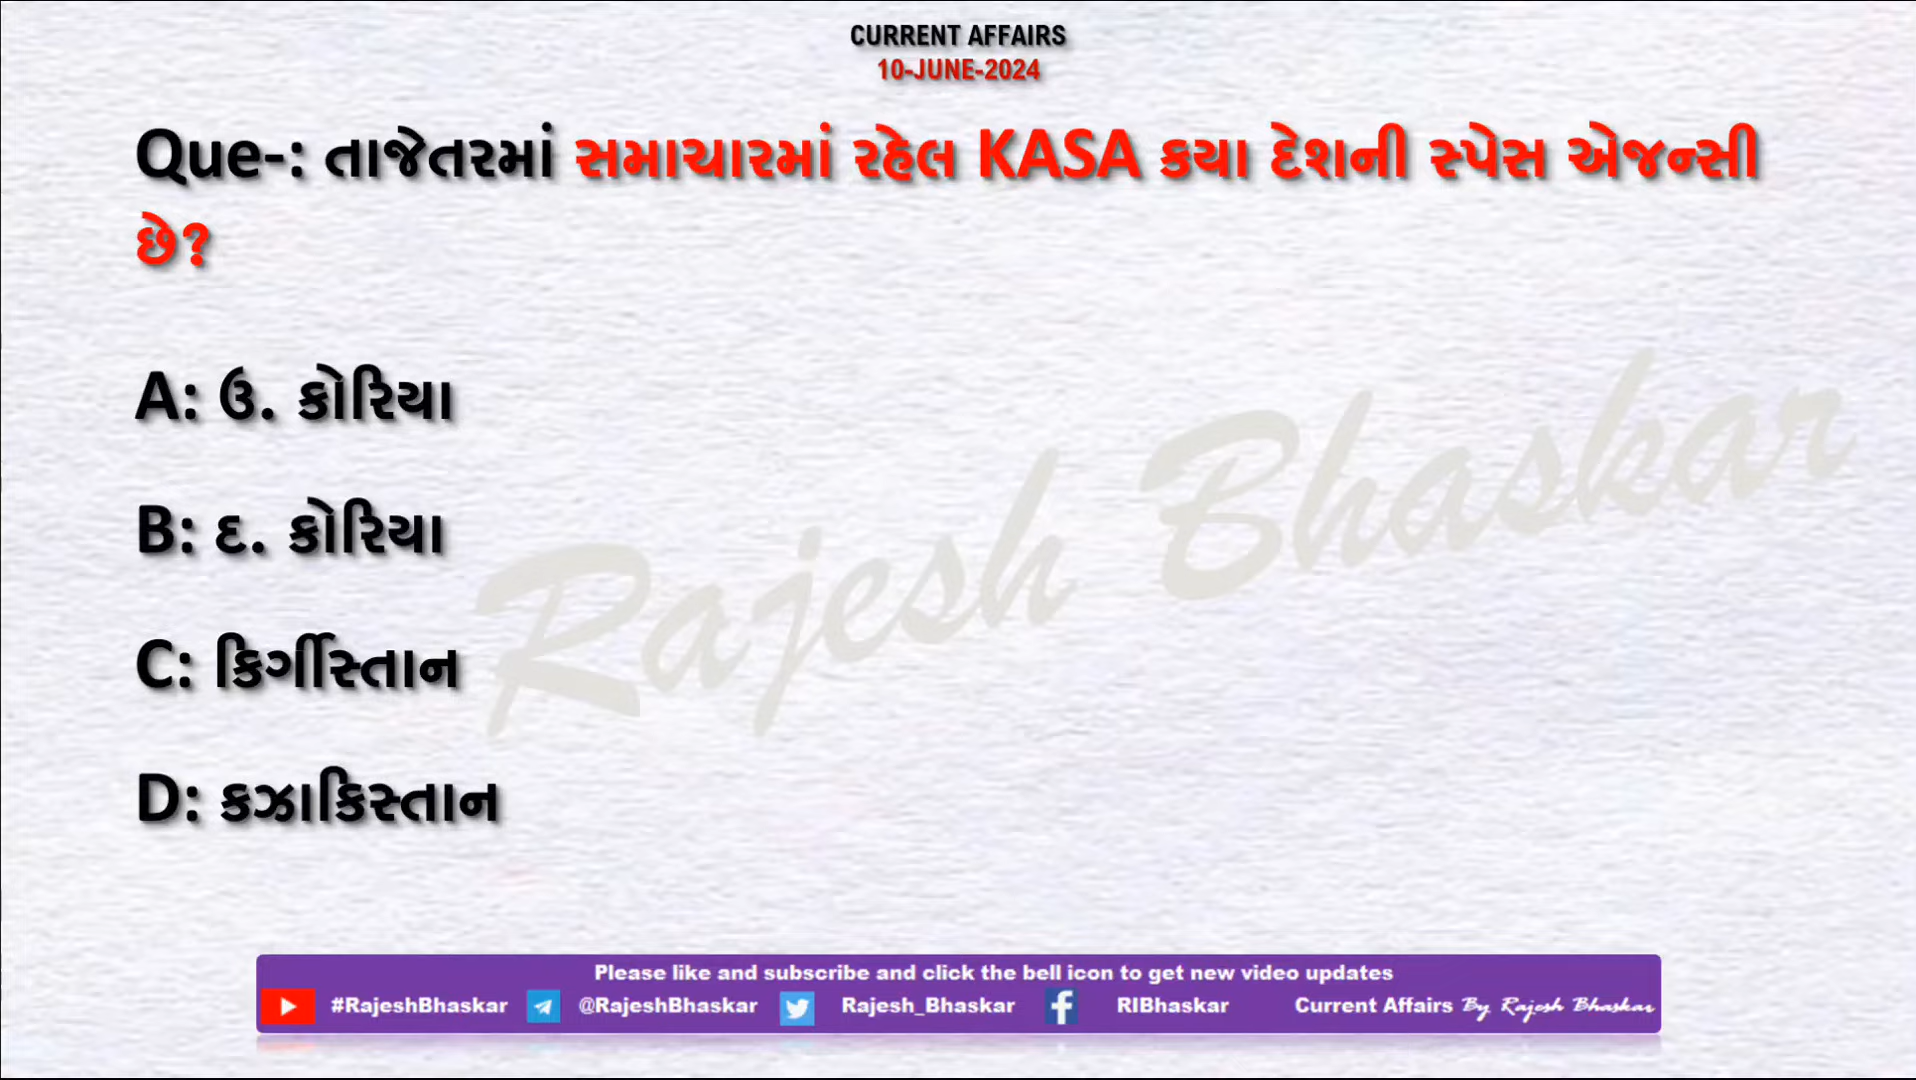 CURRENT AFFAIRS
10-JUNE-2024
Que-: તાજેતરમાં સમાચારમાં રહેલ KASA કયા દેશની સ્પેસ એજન્સી
છે?
A: ઉ. કોરિયા
B: દ. કોરિયા
C: કિર્ગીસ્તાન
D: કઝાકિસ્તાન
Rajesh Bhaskar
Please like and subscribe and click the bell icon to get new video updates
#RajeshBhaskar @RajeshBhaskar Rajesh_Bhaskar RIBhaskar Current Affairs By Rajesh Bhaskar